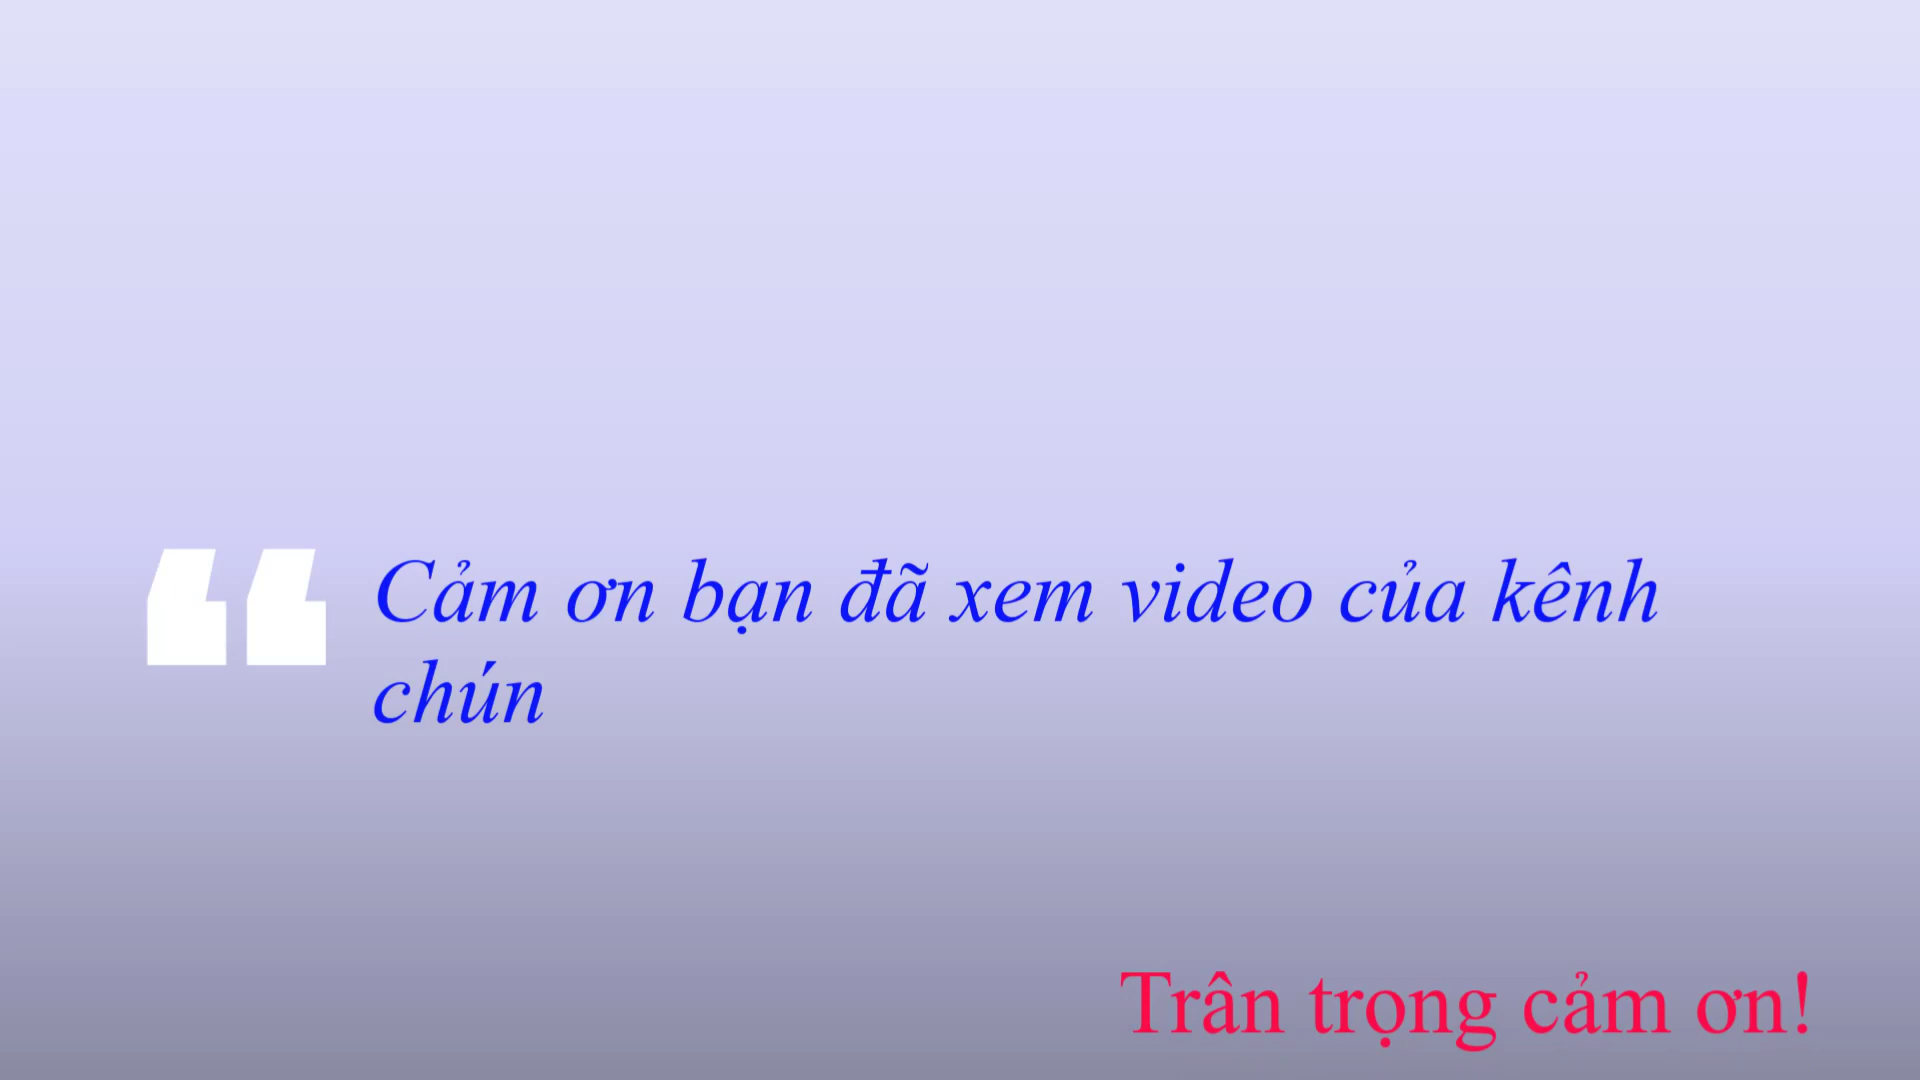 “ Cảm ơn bạn đã xem video của kênh
chún
Trân trọng cảm ơn!